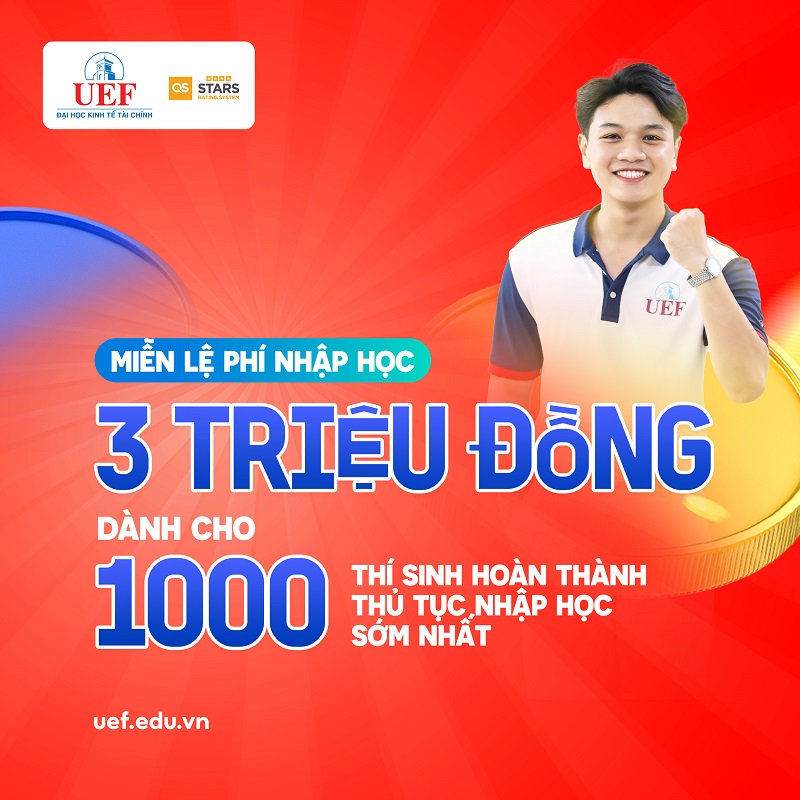 UEF
ĐẠI HỌC KINH TẾ TÀI CHÍNH
QS STARS
RATING SYSTEM
UEF
MIỄN LỆ PHÍ NHẬP HỌC
3 TRIỆU ĐỒNG
DÀNH CHO
1000
THÍ SINH HOÀN THÀNH
THỦ TỤC NHẬP HỌC
SỚM NHẤT
uef.edu.vn